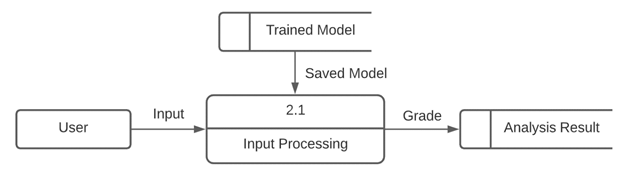 Trained Model
Saved Model
User
Input
2.1
Input Processing
Grade
Analysis Result